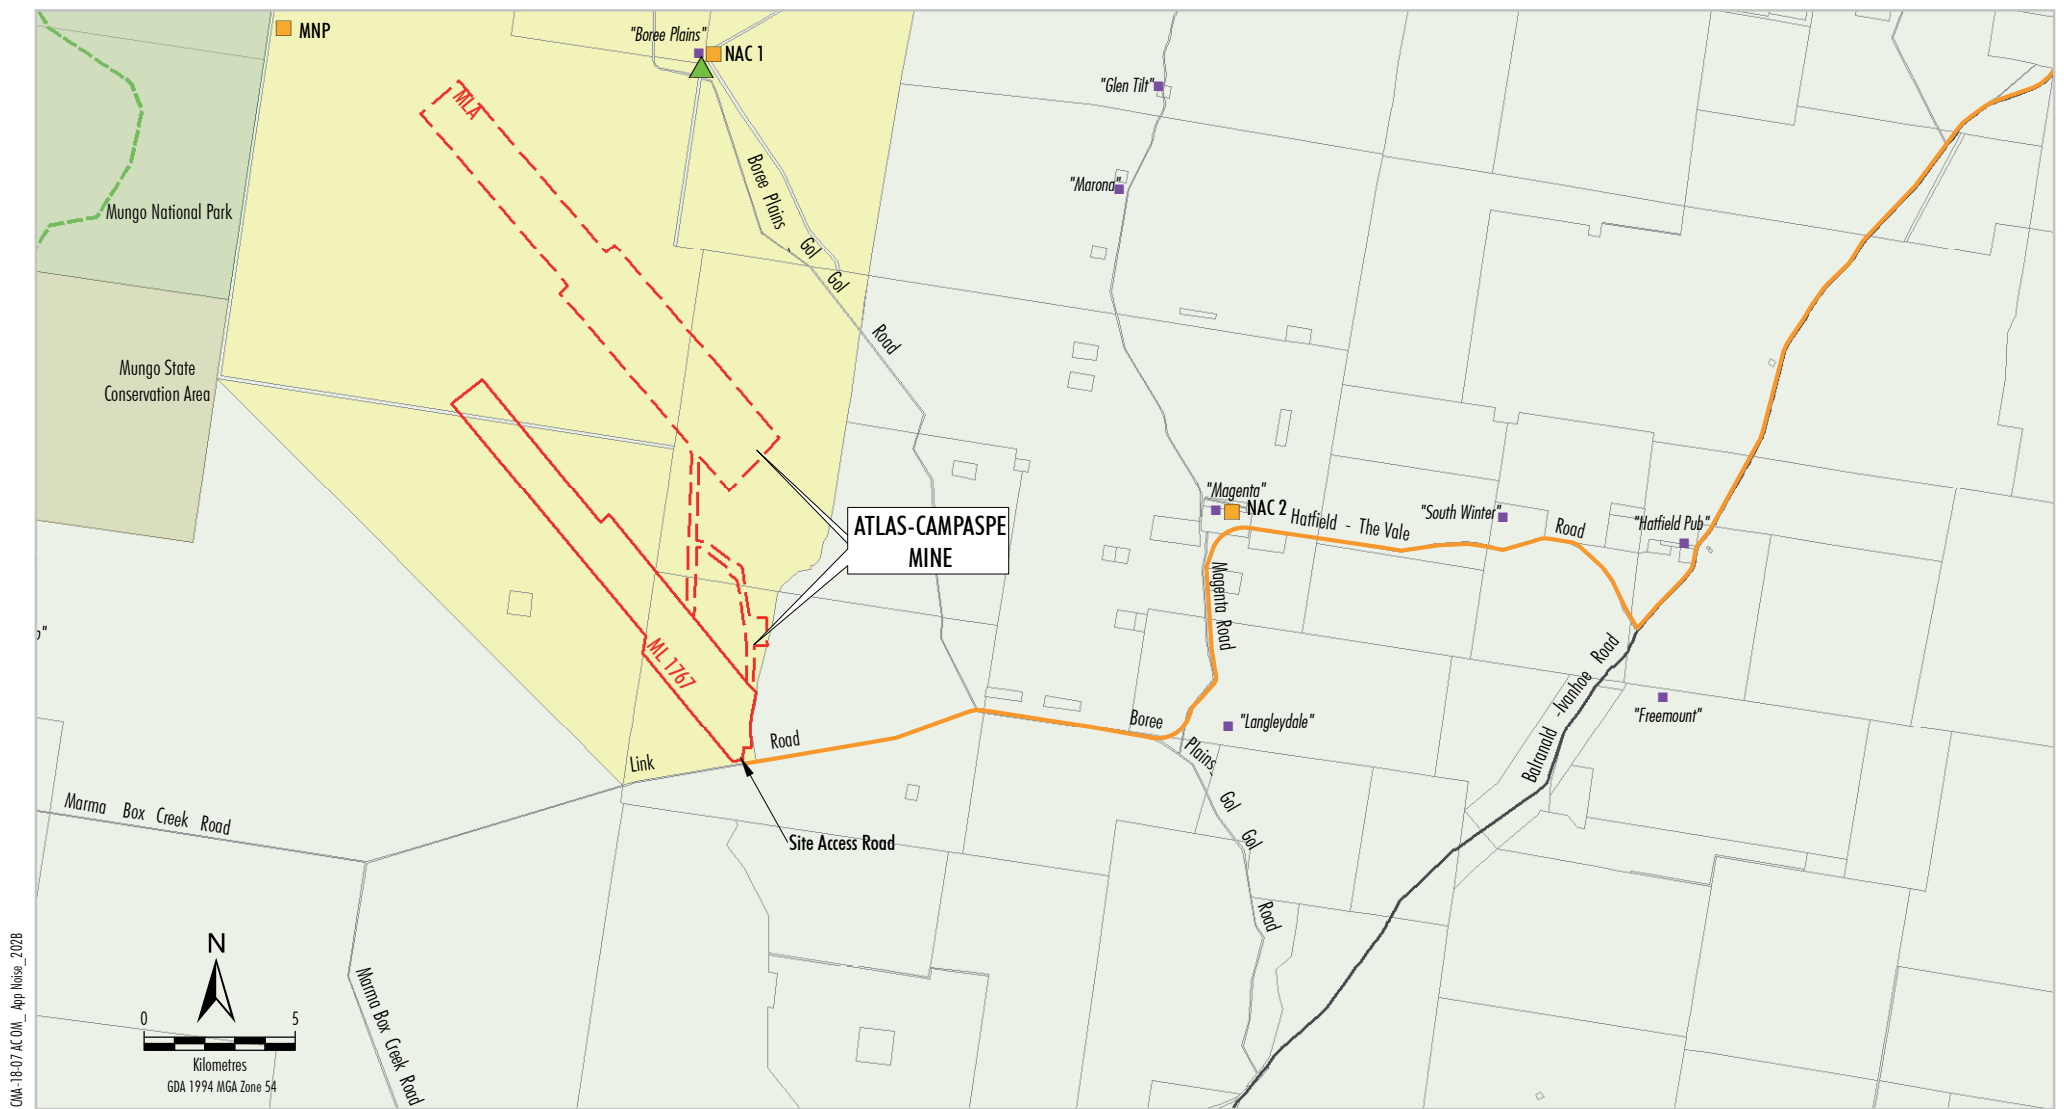 MNP
"Boree Plains"
NAC 1
"Glen Tilt"
MLA
"Marona"
Boree Plains
Gol
Gol
Road
Mungo National Park
Mungo State
Conservation Area
"Magenta"
NAC 2
Hatfield - The Vale
Road
"South Winter"
"Hatfield Pub"
ATLAS-CAMPASPE
MINE
Magenta Road
ML 1767
Balranald -Ivanhoe Road
"Freemount"
"Langleydale"
Link
Road
Boree
Plains
Gol
Gol
Road
Marma Box Creek Road
Site Access Road
Marma Box Creek Road
N
0 5
Kilometres
GDA 1994 MGA Zone 54
CMA-18-07 ACOM_ App Noise_202B